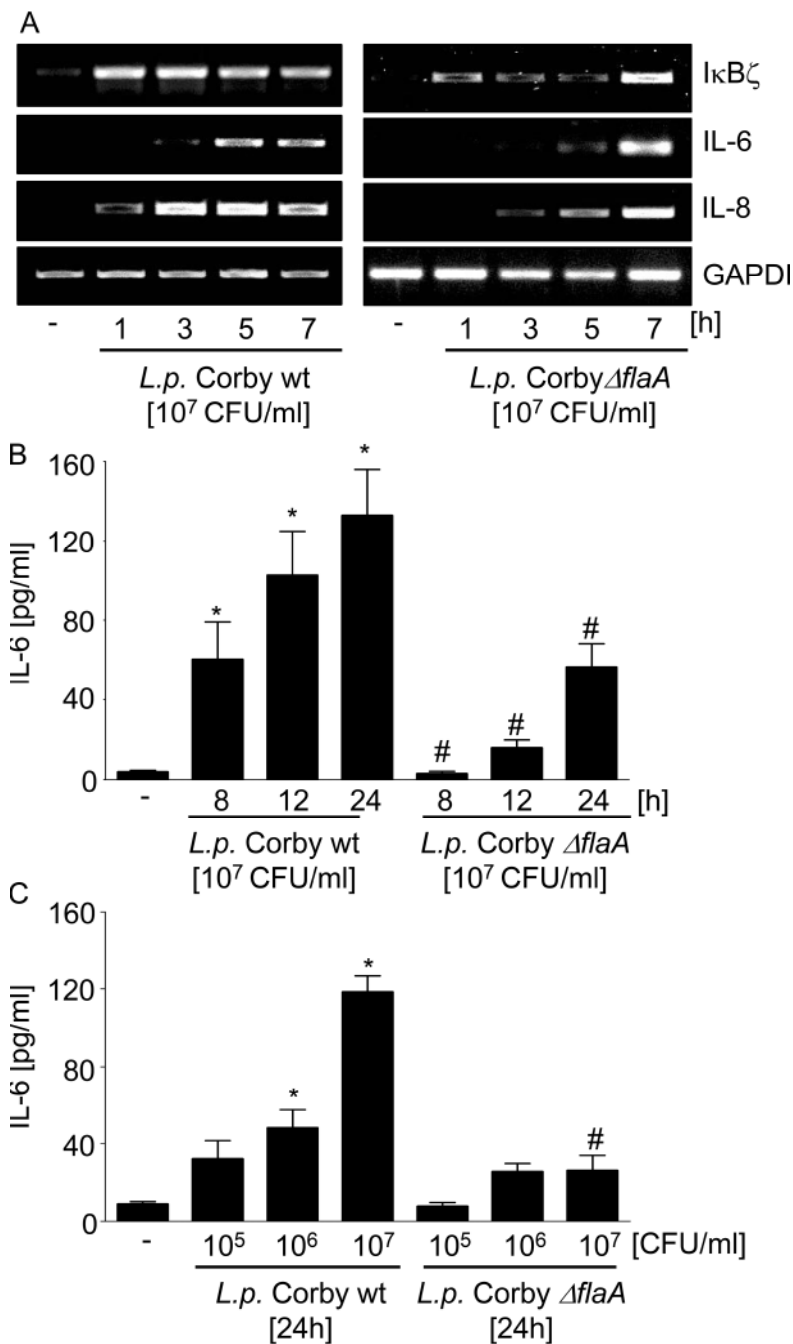 A
IκBζ
IL-6
IL-8
GAPDI
- 1 3 5 7 - 1 3 5 7 [h]
L.p. Corby wt L.p. Corby ΔflaA
[10⁷ CFU/ml] [10⁷ CFU/ml]
B
160
120
80
40
0
IL-6 [pg/ml]
* * * # # #
- 8 12 24 8 12 24 [h]
L.p. Corby wt L.p. Corby ΔflaA
[10⁷ CFU/ml] [10⁷ CFU/ml]
C
160
120
80
40
0
IL-6 [pg/ml]
* * #
- 10⁵ 10⁶ 10⁷ 10⁵ 10⁶ 10⁷ [CFU/ml]
L.p. Corby wt L.p. Corby ΔflaA
[24h] [24h]